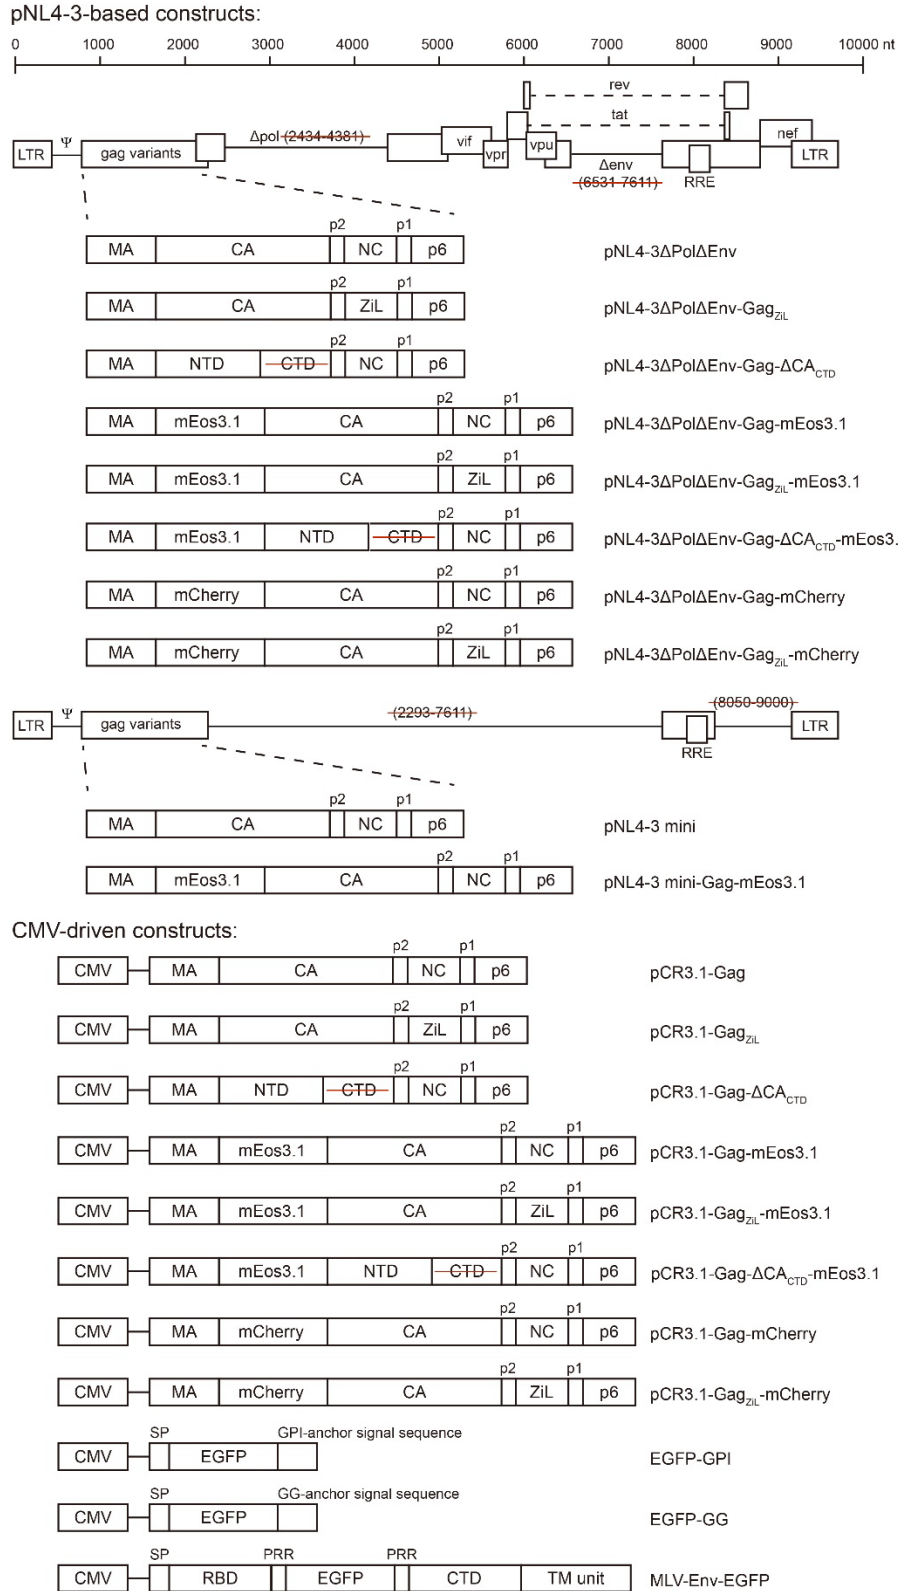 pNL4-3-based constructs:
0 1000 2000 3000 4000 5000 6000 7000 8000 9000 10000 nt
rev
tat
LTR Ψ gag variants Δpol (2434-4381) vif vpr vpu Δenv (6531-7611) RRE nef LTR
p2 p1
MA CA NC p6 pNL4-3ΔPolΔEnv
p2 p1
MA CA ZiL p6 pNL4-3ΔPolΔEnv-GagZiL
p2 p1
MA NTD CTD NC p6 pNL4-3ΔPolΔEnv-Gag-ΔCACTD
p2 p1
MA mEos3.1 CA NC p6 pNL4-3ΔPolΔEnv-Gag-mEos3.1
p2 p1
MA mEos3.1 CA ZiL p6 pNL4-3ΔPolΔEnv-GagZiL-mEos3.1
p2 p1
MA mEos3.1 NTD CTD NC p6 pNL4-3ΔPolΔEnv-Gag-ΔCACTD-mEos3.
p2 p1
MA mCherry CA NC p6 pNL4-3ΔPolΔEnv-Gag-mCherry
p2 p1
MA mCherry CA ZiL p6 pNL4-3ΔPolΔEnv-GagZiL-mCherry
LTR Ψ gag variants (2293-7611) RRE (8050-9000) LTR
p2 p1
MA CA NC p6 pNL4-3 mini
p2 p1
MA mEos3.1 CA NC p6 pNL4-3 mini-Gag-mEos3.1
CMV-driven constructs:
p2 p1
CMV MA CA NC p6 pCR3.1-Gag
p2 p1
CMV MA CA ZiL p6 pCR3.1-GagZiL
p2 p1
CMV MA NTD CTD NC p6 pCR3.1-Gag-ΔCACTD
p2 p1
CMV MA mEos3.1 CA NC p6 pCR3.1-Gag-mEos3.1
p2 p1
CMV MA mEos3.1 CA ZiL p6 pCR3.1-GagZiL-mEos3.1
p2 p1
CMV MA mEos3.1 NTD CTD NC p6 pCR3.1-Gag-ΔCACTD-mEos3.1
p2 p1
CMV MA mCherry CA NC p6 pCR3.1-Gag-mCherry
p2 p1
CMV MA mCherry CA ZiL p6 pCR3.1-GagZiL-mCherry
SP GPI-anchor signal sequence
CMV EGFP EGFP-GPI
SP GG-anchor signal sequence
CMV EGFP EGFP-GG
SP PRR PRR
CMV RBD EGFP CTD TM unit MLV-Env-EGFP